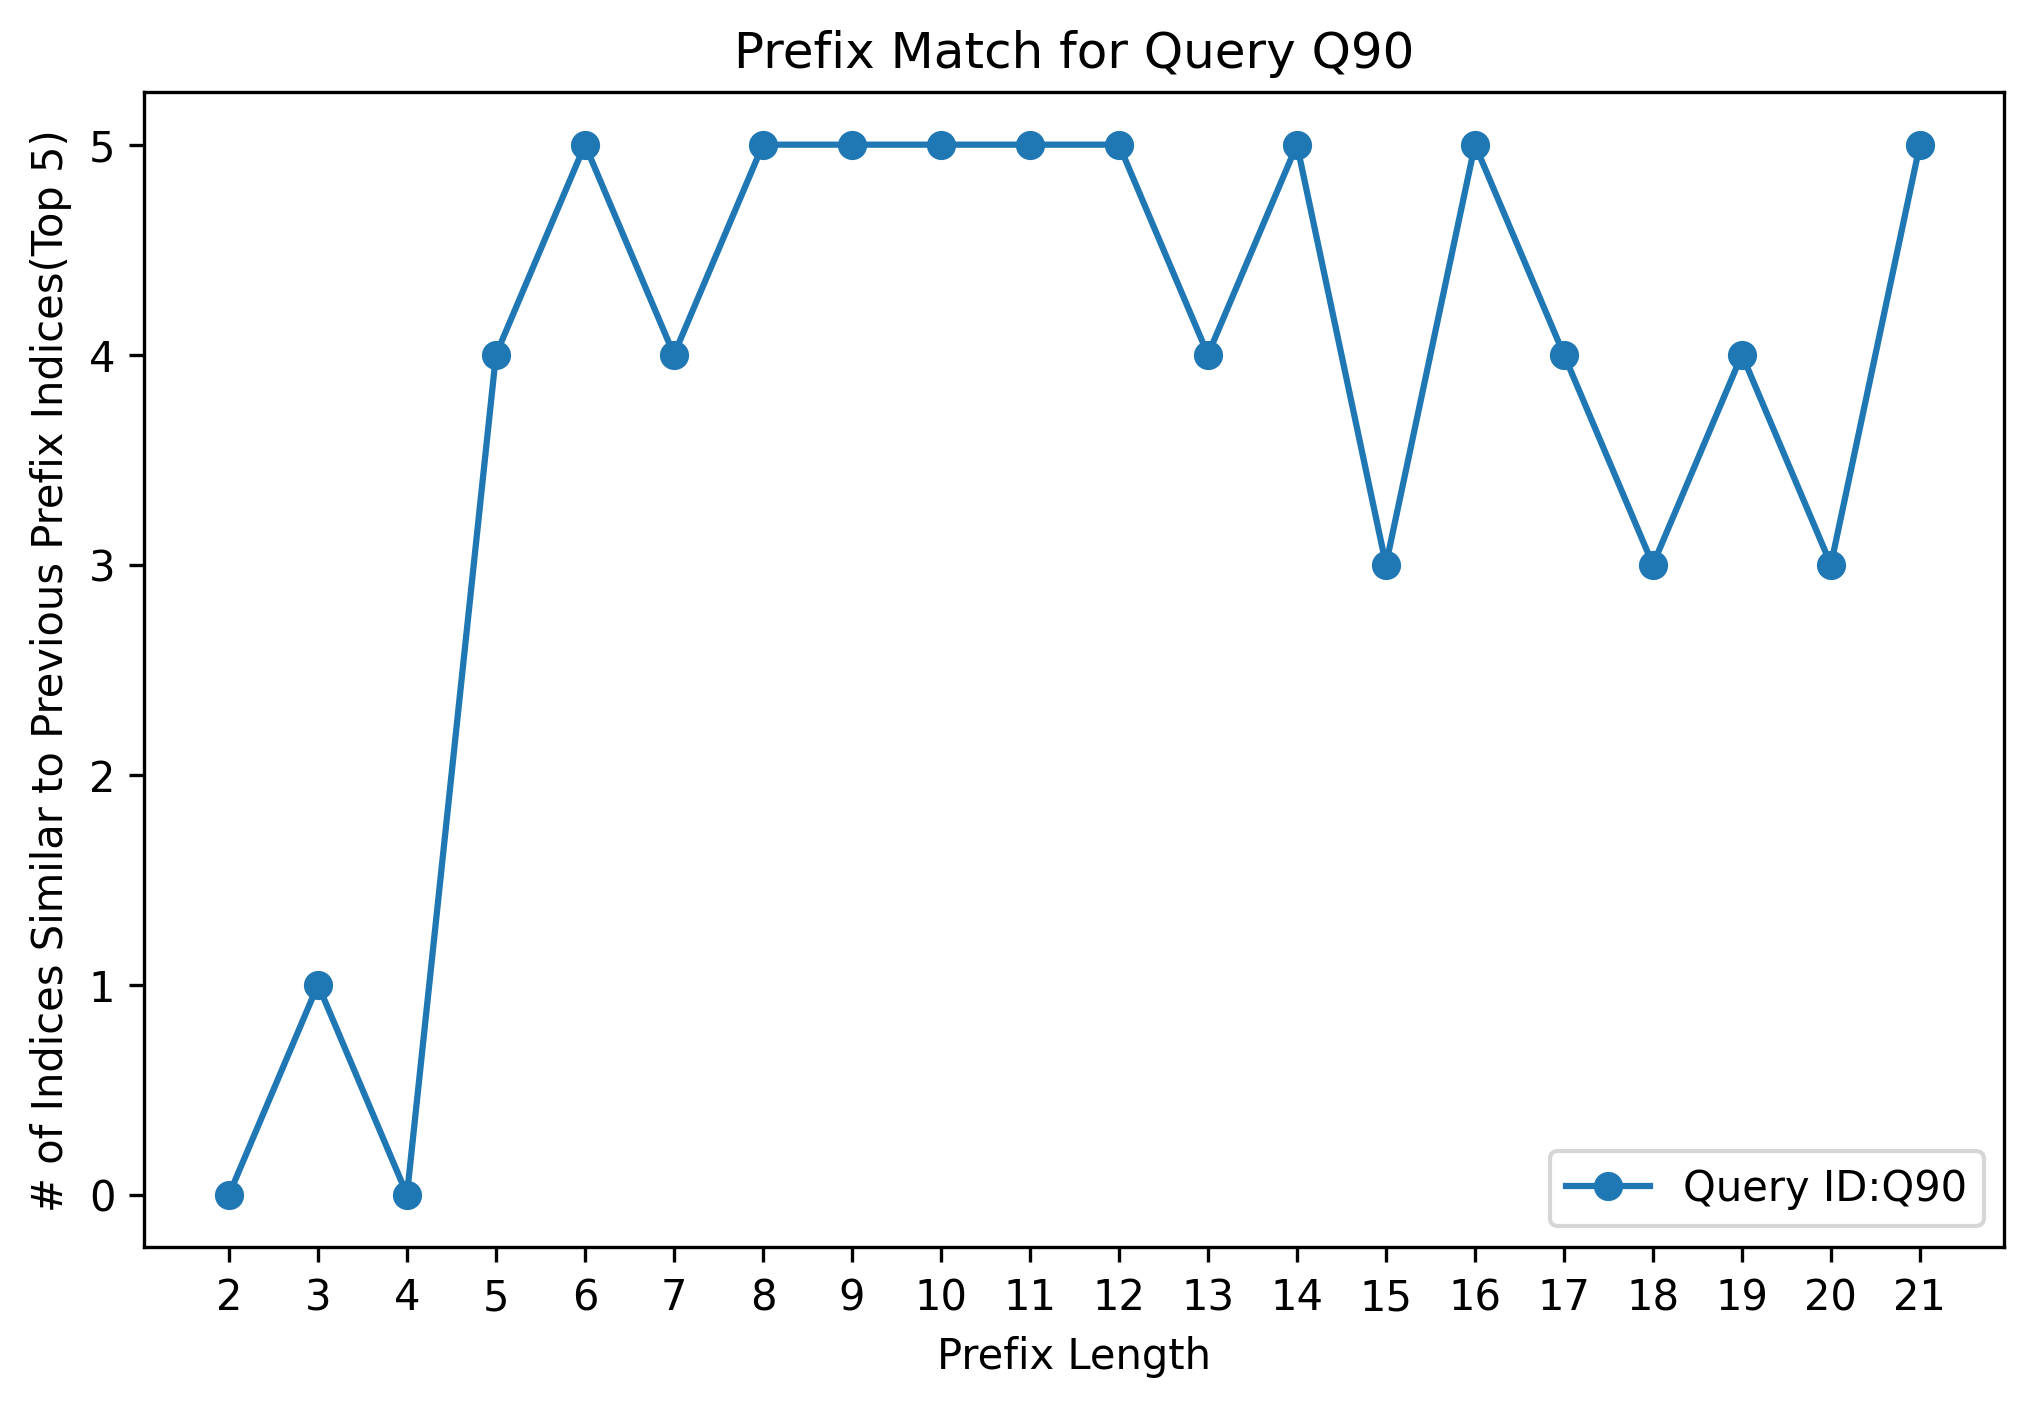 Prefix Match for Query Q90
# of Indices Similar to Previous Prefix Indices(Top 5)
5
4
3
2
1
0
Query ID:Q90
2 3 4 5 6 7 8 9 10 11 12 13 14 15 16 17 18 19 20 21
Prefix Length